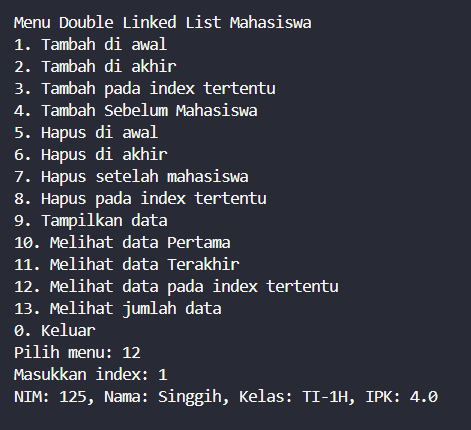 Menu Double Linked List Mahasiswa
1. Tambah di awal
2. Tambah di akhir
3. Tambah pada index tertentu
4. Tambah Sebelum Mahasiswa
5. Hapus di awal
6. Hapus di akhir
7. Hapus setelah mahasiswa
8. Hapus pada index tertentu
9. Tampilkan data
10. Melihat data Pertama
11. Melihat data Terakhir
12. Melihat data pada index tertentu
13. Melihat jumlah data
0. Keluar
Pilih menu: 12
Masukkan index: 1
NIM: 125, Nama: Singgih, Kelas: TI-1H, IPK: 4.0